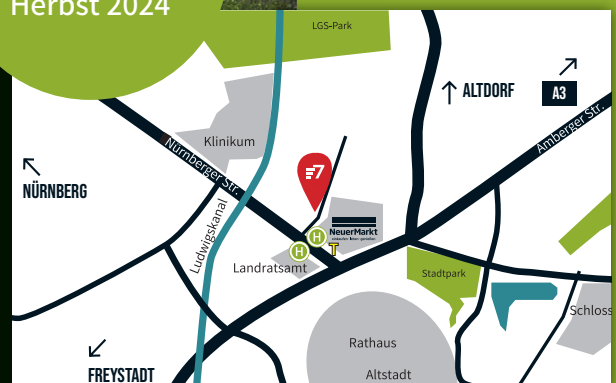 Herbst 2024
LGS-Park
ALTDORF
A3
Amberger Str.
Klinikum
Nürnberger Str.
NÜRNBERG
7
Ludwigskanal
NeuerMarkt
H
H
T
Landratsamt
Stadtpark
Schloss
Rathaus
Altstadt
FREYSTADT